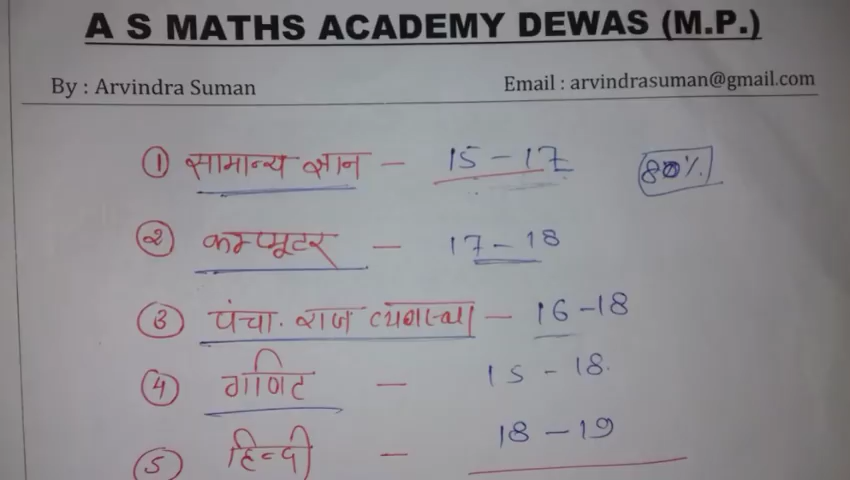 A S MATHS ACADEMY DEWAS (M.P.)
By : Arvindra Suman Email : arvindrasuman@gmail.com
① सामान्य ज्ञान - 15-17 80%
② कम्प्यूटर - 17-18
③ पंचा. राज व्यवस्था - 16-18
④ गणित - 15-18.
⑤ हिन्दी - 18-19